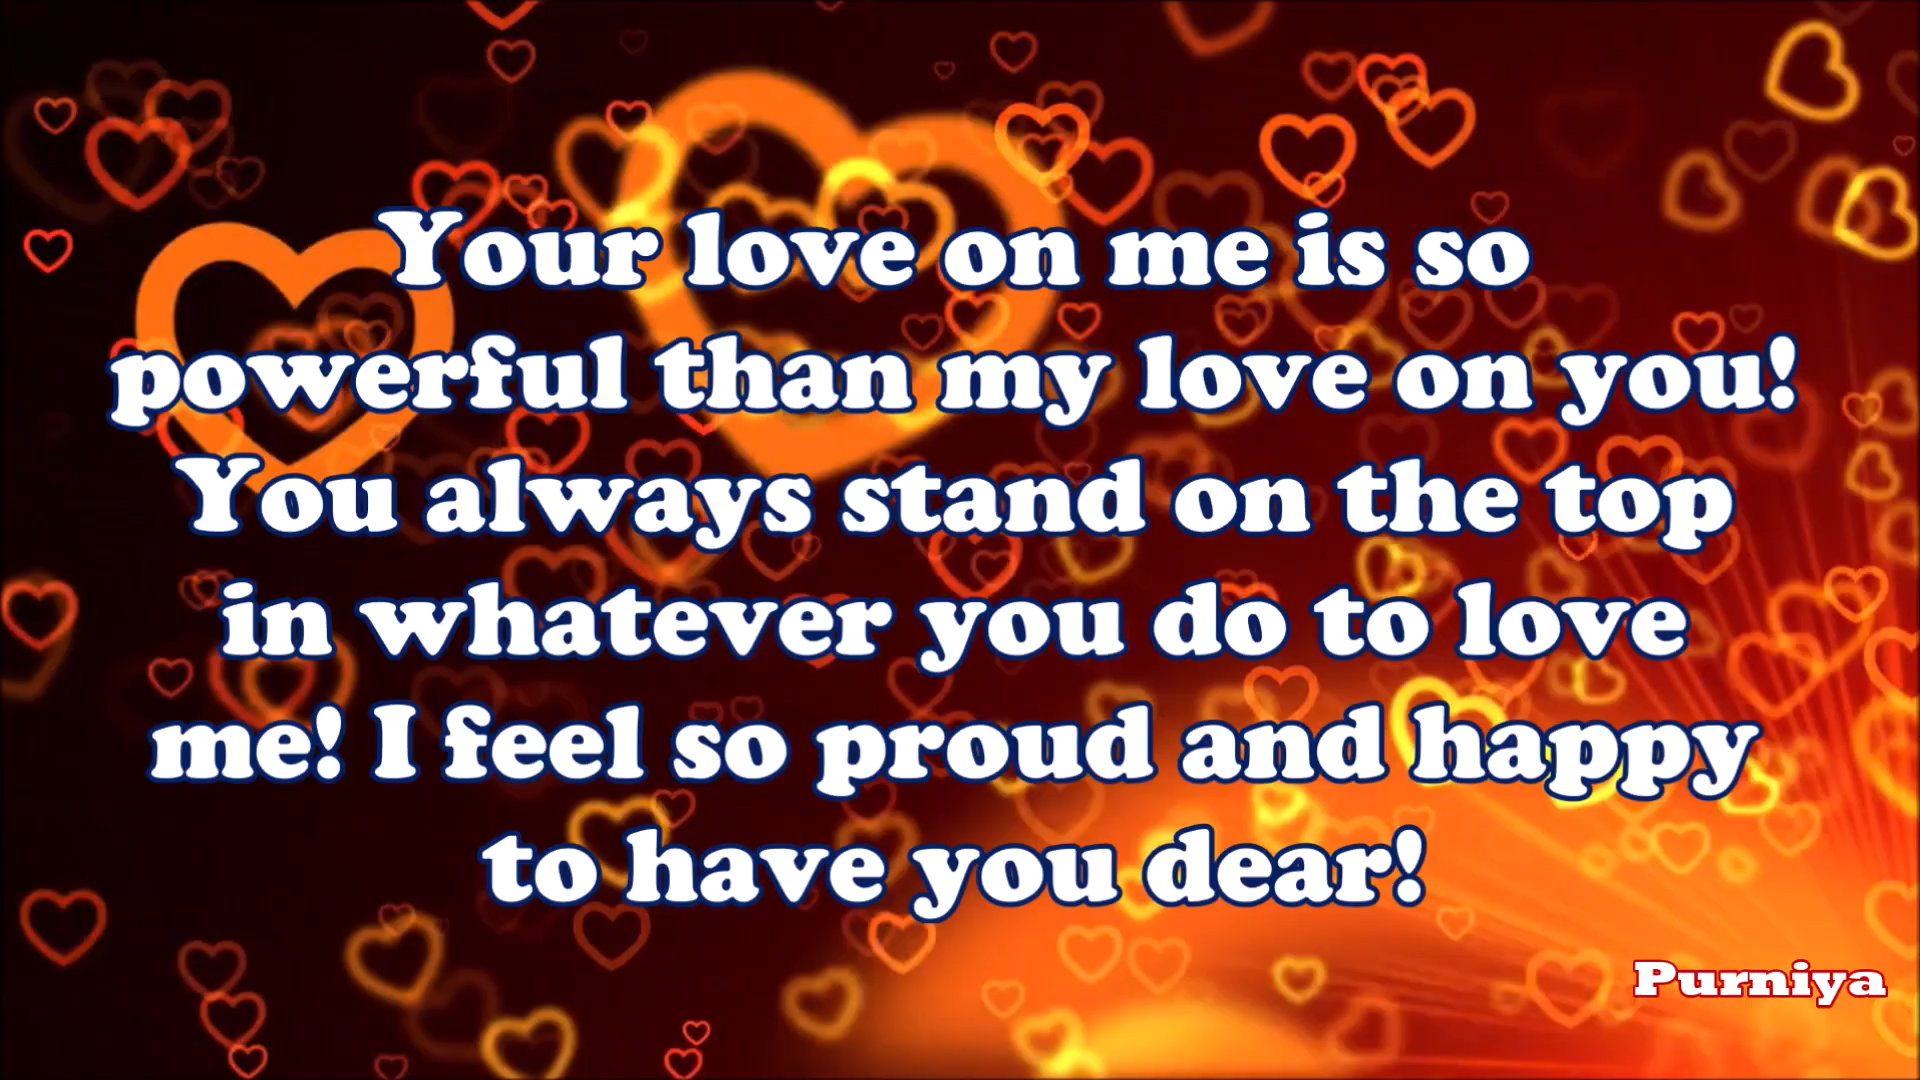 Your love on me is so
powerful than my love on you!
You always stand on the top
in whatever you do to love
me! I feel so proud and happy
to have you dear!
Purniya